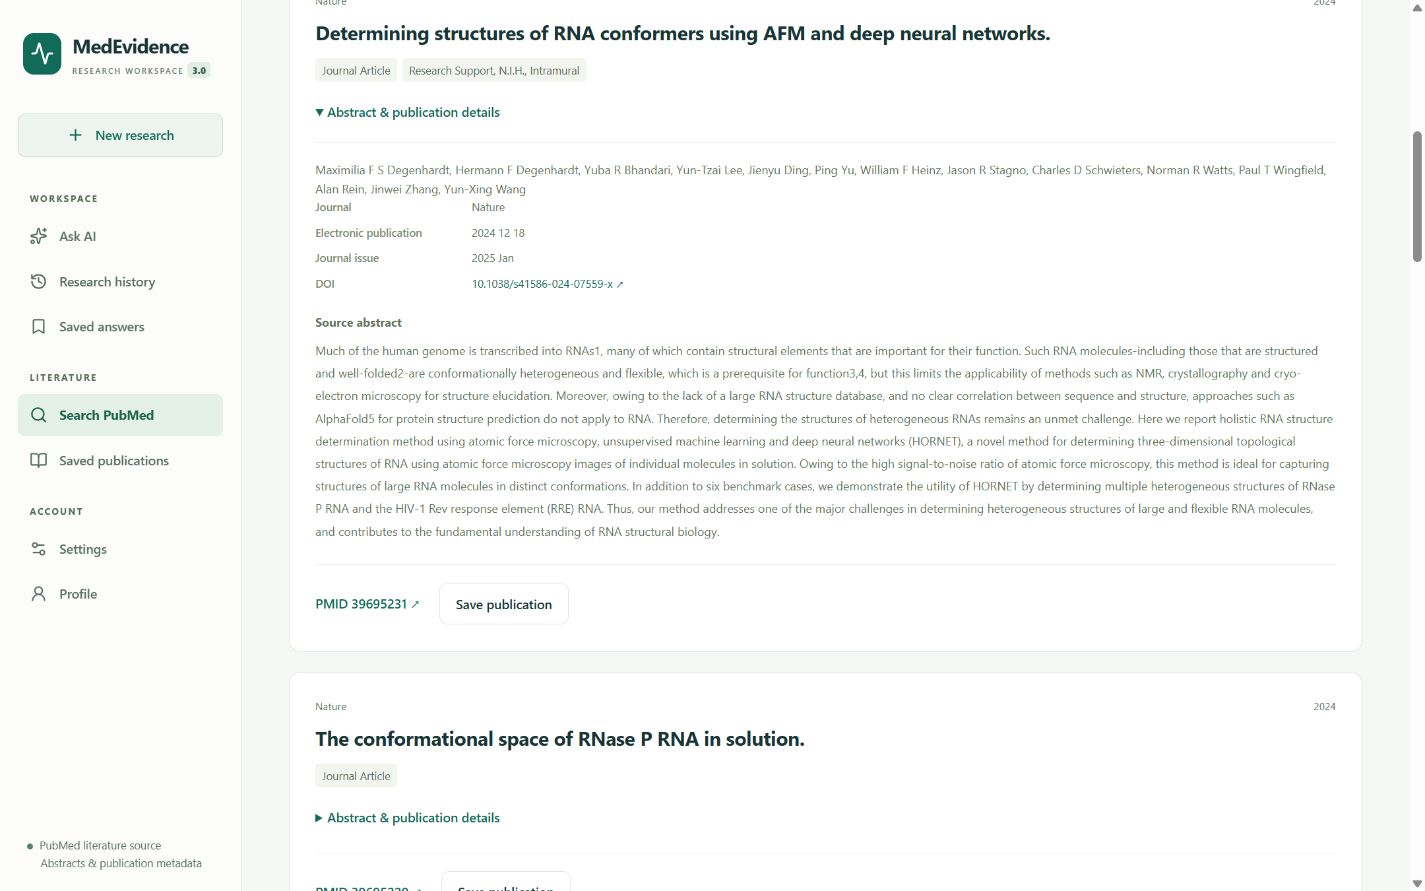 MedEvidence
RESEARCH WORKSPACE 3.0
New research
WORKSPACE
Ask AI
Research history
Saved answers
LITERATURE
Search PubMed
Saved publications
ACCOUNT
Settings
Profile
PubMed literature source
Abstracts & publication metadata
Nature 2024
Determining structures of RNA conformers using AFM and deep neural networks.
Journal Article Research Support, N.I.H., Intramural
▼ Abstract & publication details
Maximilia F S Degenhardt, Hermann F Degenhardt, Yuba R Bhandari, Yun-Tzai Lee, Jienyu Ding, Ping Yu, William F Heinz, Jason R Stagno, Charles D Schwieters, Norman R Watts, Paul T Wingfield,
Alan Rein, Jinwei Zhang, Yun-Xing Wang
Journal Nature
Electronic publication 2024 12 18
Journal issue 2025 Jan
DOI 10.1038/s41586-024-07559-x ↗
Source abstract
Much of the human genome is transcribed into RNAs1, many of which contain structural elements that are important for their function. Such RNA molecules-including those that are structured
and well-folded2-are conformationally heterogeneous and flexible, which is a prerequisite for function3,4, but this limits the applicability of methods such as NMR, crystallography and cryo-
electron microscopy for structure elucidation. Moreover, owing to the lack of a large RNA structure database, and no clear correlation between sequence and structure, approaches such as
AlphaFold5 for protein structure prediction do not apply to RNA. Therefore, determining the structures of heterogeneous RNAs remains an unmet challenge. Here we report holistic RNA structure
determination method using atomic force microscopy, unsupervised machine learning and deep neural networks (HORNET), a novel method for determining three-dimensional topological
structures of RNA using atomic force microscopy images of individual molecules in solution. Owing to the high signal-to-noise ratio of atomic force microscopy, this method is ideal for capturing
structures of large RNA molecules in distinct conformations. In addition to six benchmark cases, we demonstrate the utility of HORNET by determining multiple heterogeneous structures of RNase
P RNA and the HIV-1 Rev response element (RRE) RNA. Thus, our method addresses one of the major challenges in determining heterogeneous structures of large and flexible RNA molecules,
and contributes to the fundamental understanding of RNA structural biology.
PMID 39695231 ↗ Save publication
Nature 2024
The conformational space of RNase P RNA in solution.
Journal Article
▶ Abstract & publication details
PMID 39695229 Save publication